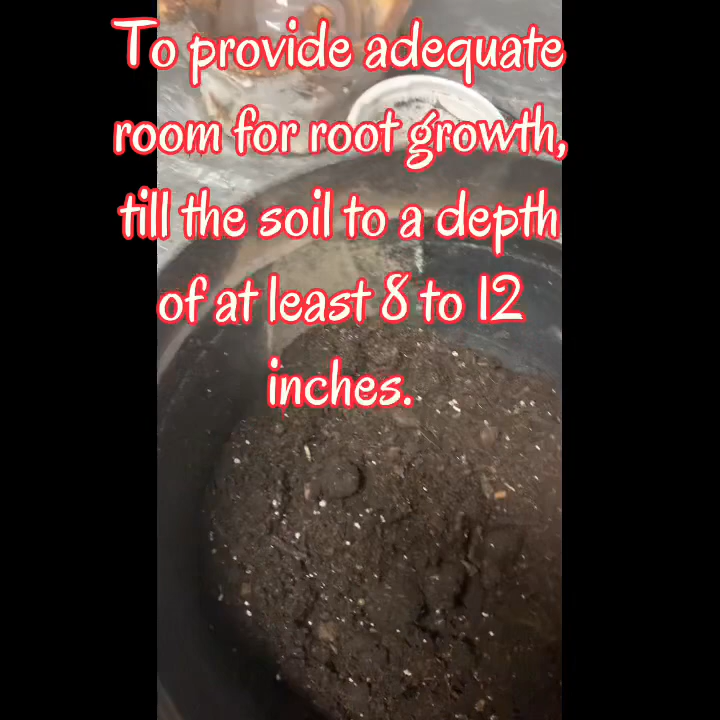 To provide adequate
room for root growth,
till the soil to a depth
of at least 8 to 12
inches.